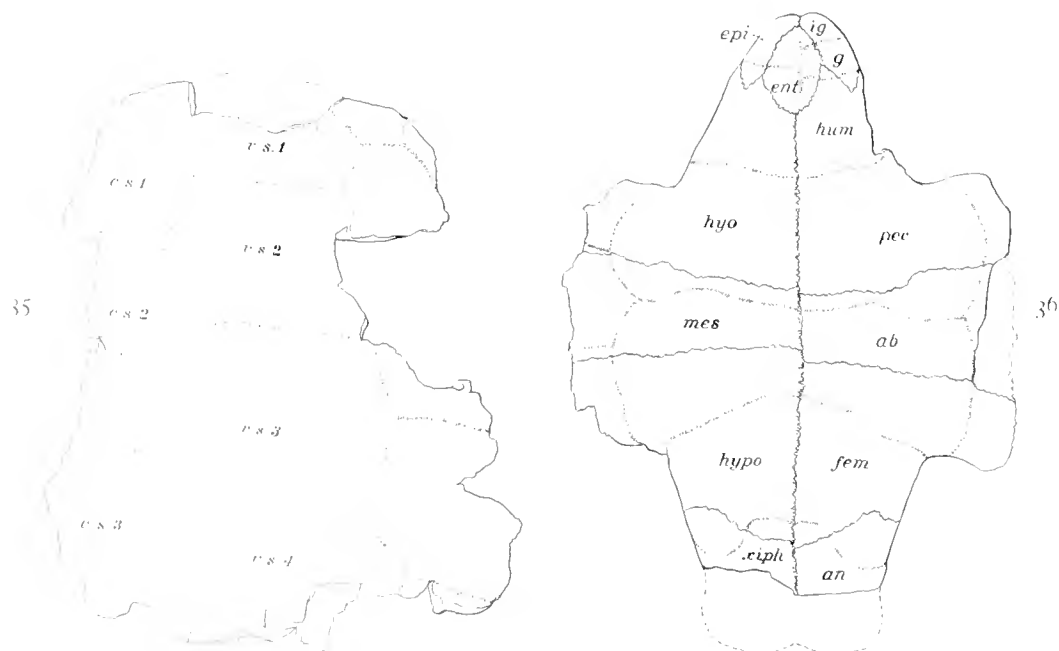 epi
ig
g
ent.
hum
v s.1
c s.1
hyo
pec
v s 2
35
c s.2
mes
ab
36
v s.3
hypo
fem
c s.3
v s.4
xiph
an